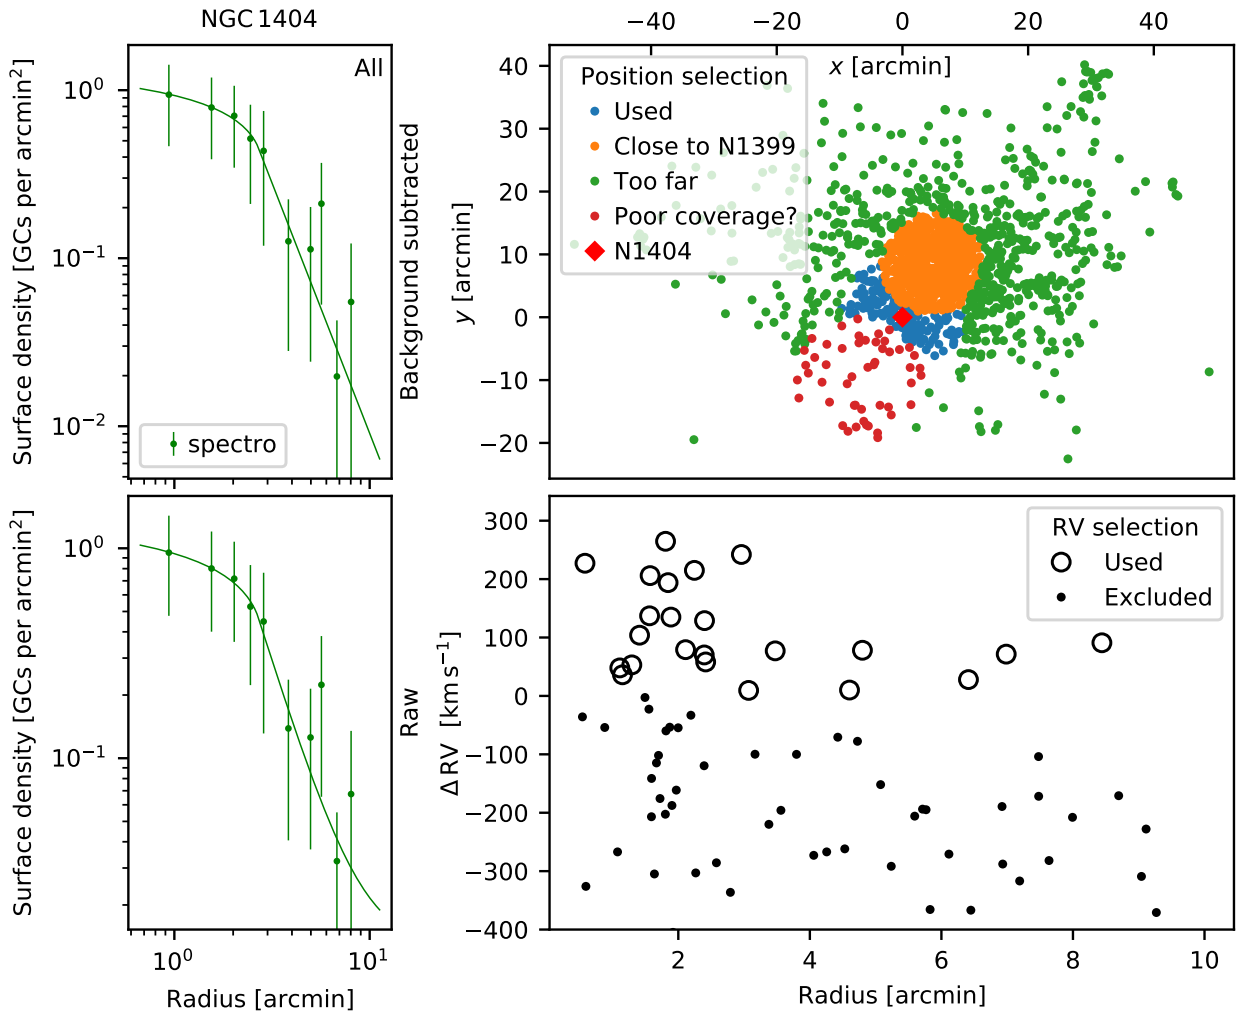 NGC 1404
Surface density [GCs per arcmin²]
10⁰
10⁻¹
10⁻²
All
spectro
Background subtracted
Surface density [GCs per arcmin²]
10⁰
10⁻¹
Raw
10⁰ 10¹
Radius [arcmin]
−40 −20 0 20 40
x [arcmin]
y [arcmin]
40
30
20
10
0
−10
−20
Position selection
Used
Close to N1399
Too far
Poor coverage?
N1404
Δ RV [km s⁻¹]
300
200
100
0
−100
−200
−300
−400
RV selection
Used
Excluded
2 4 6 8 10
Radius [arcmin]